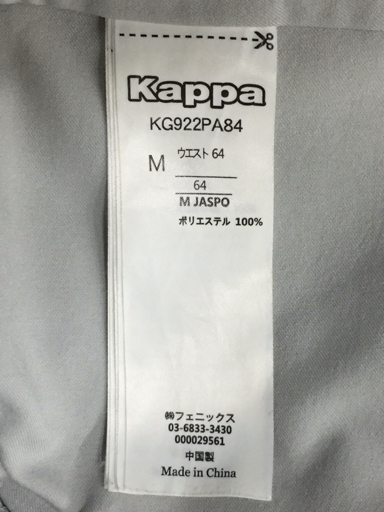 Kappa
KG922PA84
M ウエスト 64
64
M JASPO
ポリエステル 100%
㈱フェニックス
03-6833-3430
000029561
中国製
Made in China